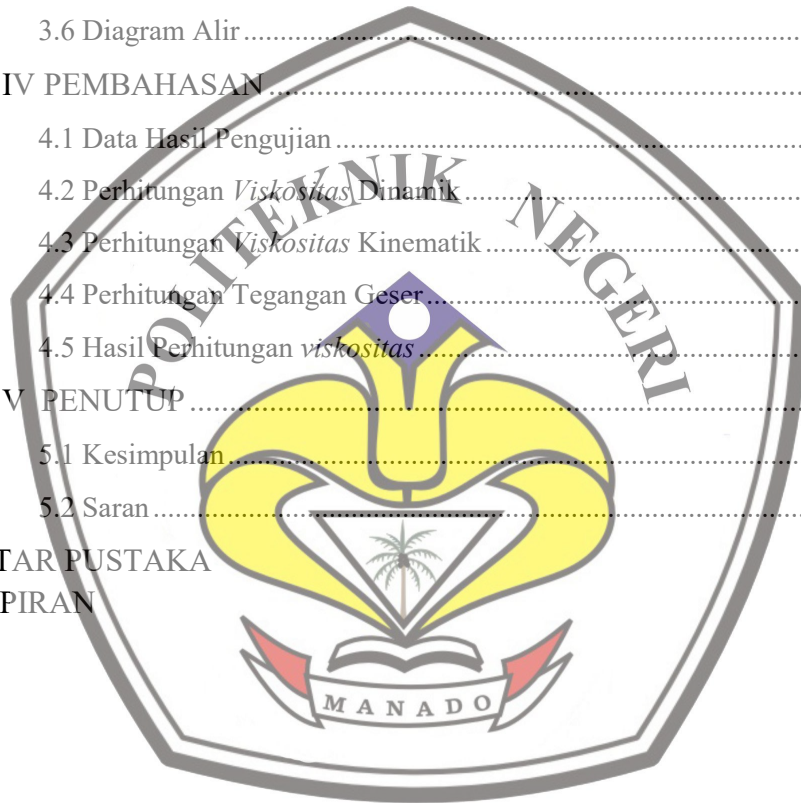 3.6 Diagram Alir........................................................................
IV PEMBAHASAN........................................................................
4.1 Data Hasil Pengujian............................................................
4.2 Perhitungan Viskositas Dinamik.............................................
4.3 Perhitungan Viskositas Kinematik..........................................
4.4 Perhitungan Tegangan Geser..................................................
4.5 Hasil Perhitungan viskositas..................................................
V PENUTUP..............................................................................
5.1 Kesimpulan.........................................................................
5.2 Saran..................................................................................
TAR PUSTAKA
PIRAN
POLITEKNIK NEGERI
MANADO